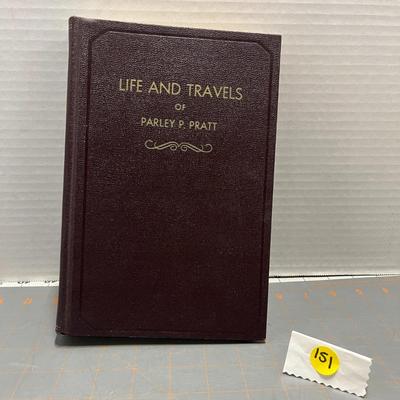 LIFE AND TRAVELS
OF
PARLEY P. PRATT
151